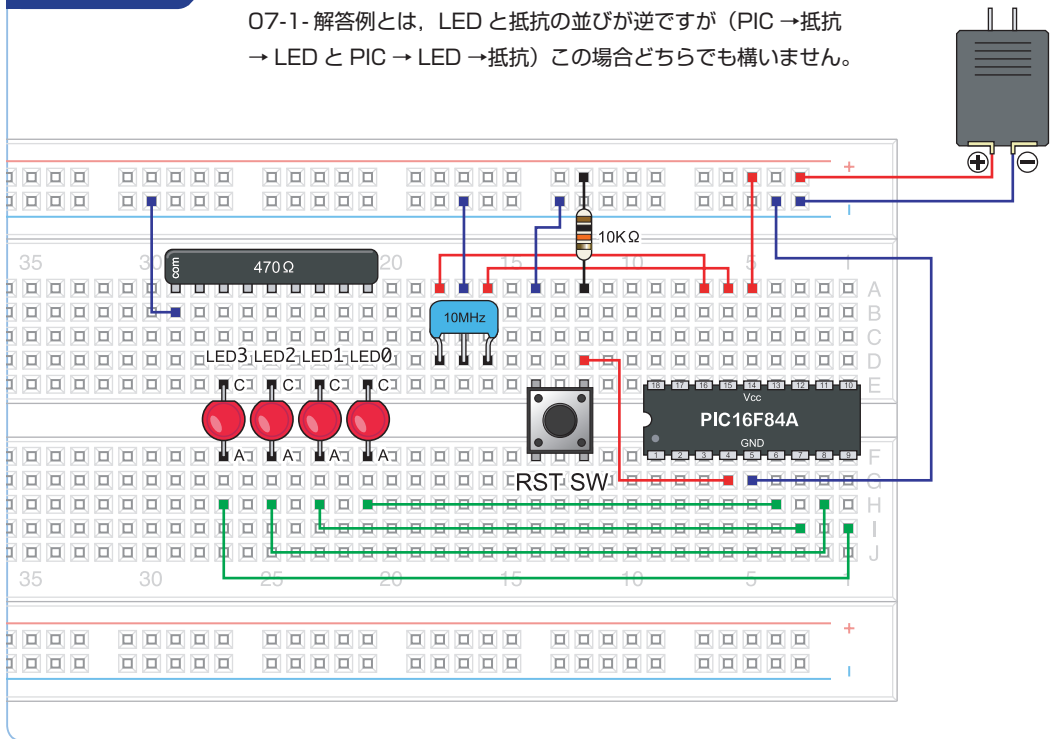 07-1- 解答例とは，LED と抵抗の並びが逆ですが（PIC →抵抗
→ LED と PIC → LED →抵抗）この場合どちらでも構いません。
+ −
+
−
10KΩ
35 30 20 15 10 5 1
com 470Ω
A
B
10MHz
C
LED3 LED2 LED1 LED0
D
C C C C
E
18 17 16 15 14 13 12 11 10
Vcc
PIC16F84A
GND
1 2 3 4 5 6 7 8 9
A A A A
F
G
RST SW
H
I
J
35 30 25 20 15 10 5 1
+
−